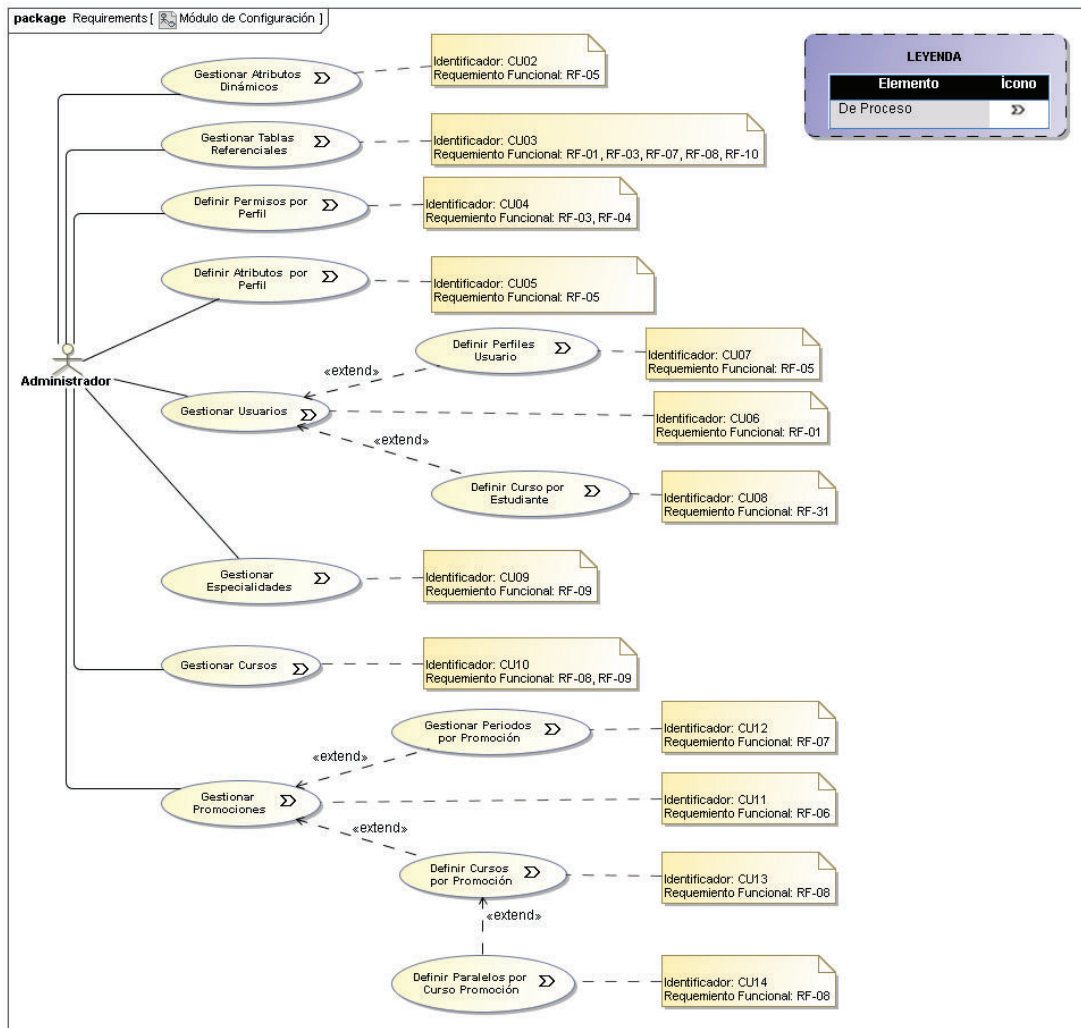 package Requirements [ Módulo de Configuración ]
LEYENDA
Elemento Ícono
De Proceso
Gestionar Atributos
Dinámicos
Identificador: CU02
Requemiento Funcional: RF-05
Gestionar Tablas
Referenciales
Identificador: CU03
Requemiento Funcional: RF-01, RF-03, RF-07, RF-08, RF-10
Definir Permisos por
Perfil
Identificador: CU04
Requemiento Funcional: RF-03, RF-04
Definir Atributos por
Perfil
Identificador: CU05
Requemiento Funcional: RF-05
Administrador
Definir Perfiles
Usuario
Identificador: CU07
Requemiento Funcional: RF-05
«extend»
Gestionar Usuarios
Identificador: CU06
Requemiento Funcional: RF-01
«extend»
Definir Curso por
Estudiante
Identificador: CU08
Requemiento Funcional: RF-31
Gestionar
Especialidades
Identificador: CU09
Requemiento Funcional: RF-09
Gestionar Cursos
Identificador: CU10
Requemiento Funcional: RF-08, RF-09
Gestionar Periodos
por Promoción
Identificador: CU12
Requemiento Funcional: RF-07
«extend»
Gestionar
Promociones
Identificador: CU11
Requemiento Funcional: RF-06
«extend»
Definir Cursos
por Promoción
Identificador: CU13
Requemiento Funcional: RF-08
«extend»
Definir Paralelos por
Curso Promoción
Identificador: CU14
Requemiento Funcional: RF-08